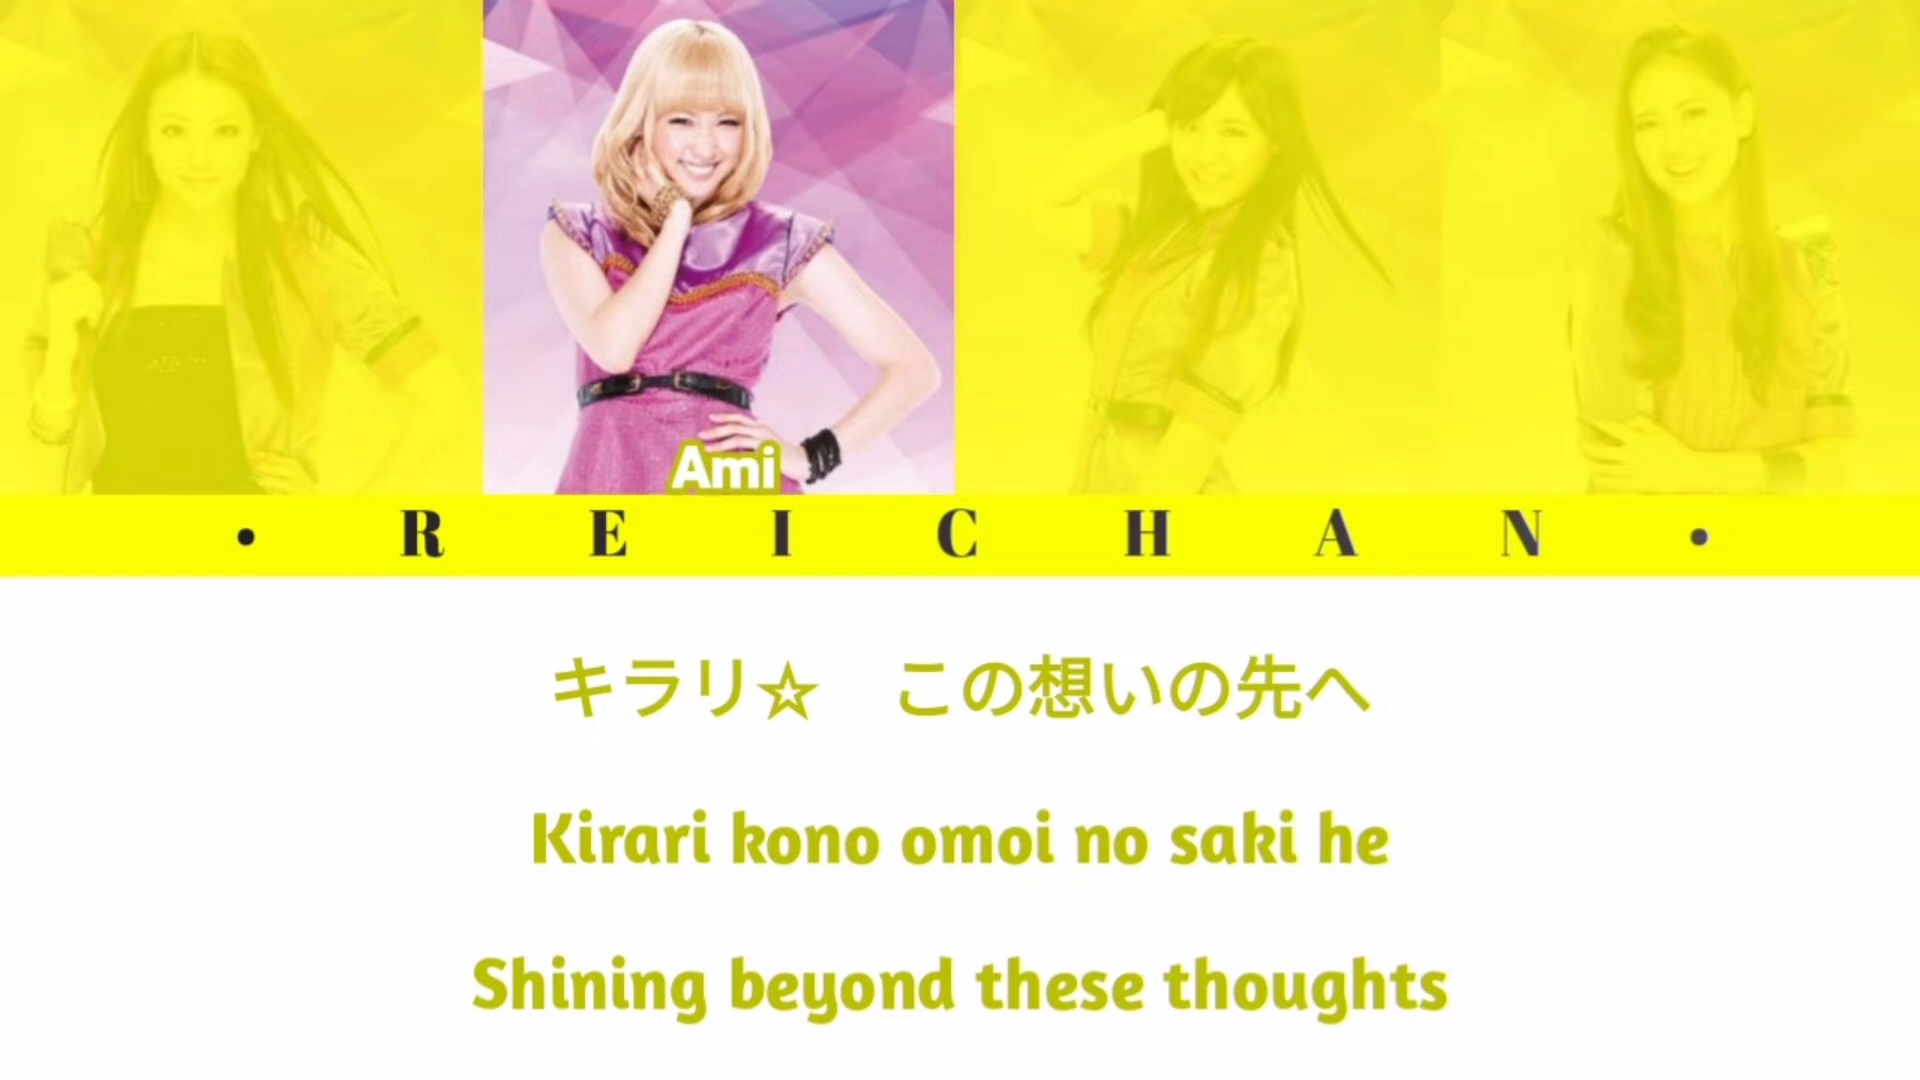 Ami
• R E I C H A N •
キラリ☆ この想いの先へ
Kirari kono omoi no saki he
Shining beyond these thoughts